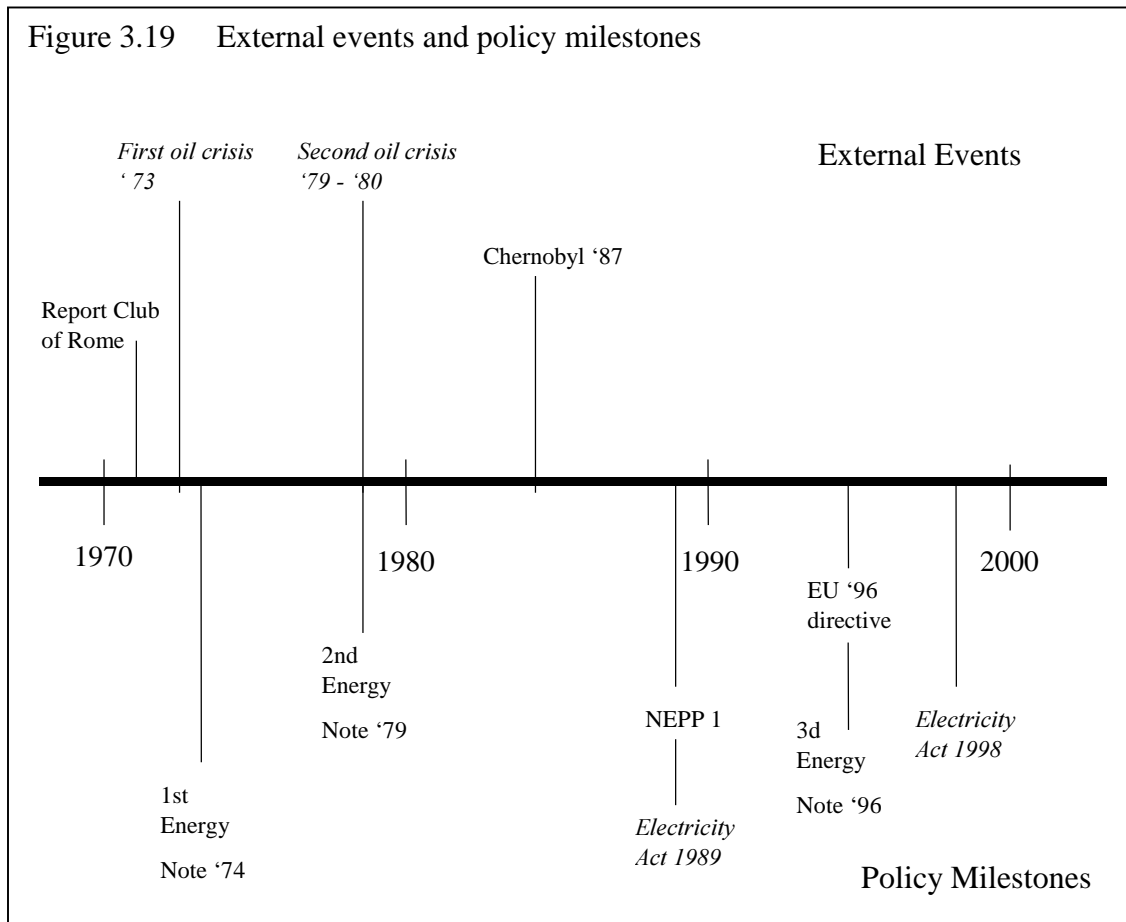 Figure 3.19 External events and policy milestones
First oil crisis
‘ 73
Second oil crisis
‘79 - ‘80
External Events
Chernobyl ‘87
Report Club
of Rome
1970
1980
1990
2000
EU ‘96
directive
2nd
Energy
Note ‘79
NEPP 1
3d
Energy
Note ‘96
Electricity
Act 1998
1st
Energy
Note ‘74
Electricity
Act 1989
Policy Milestones